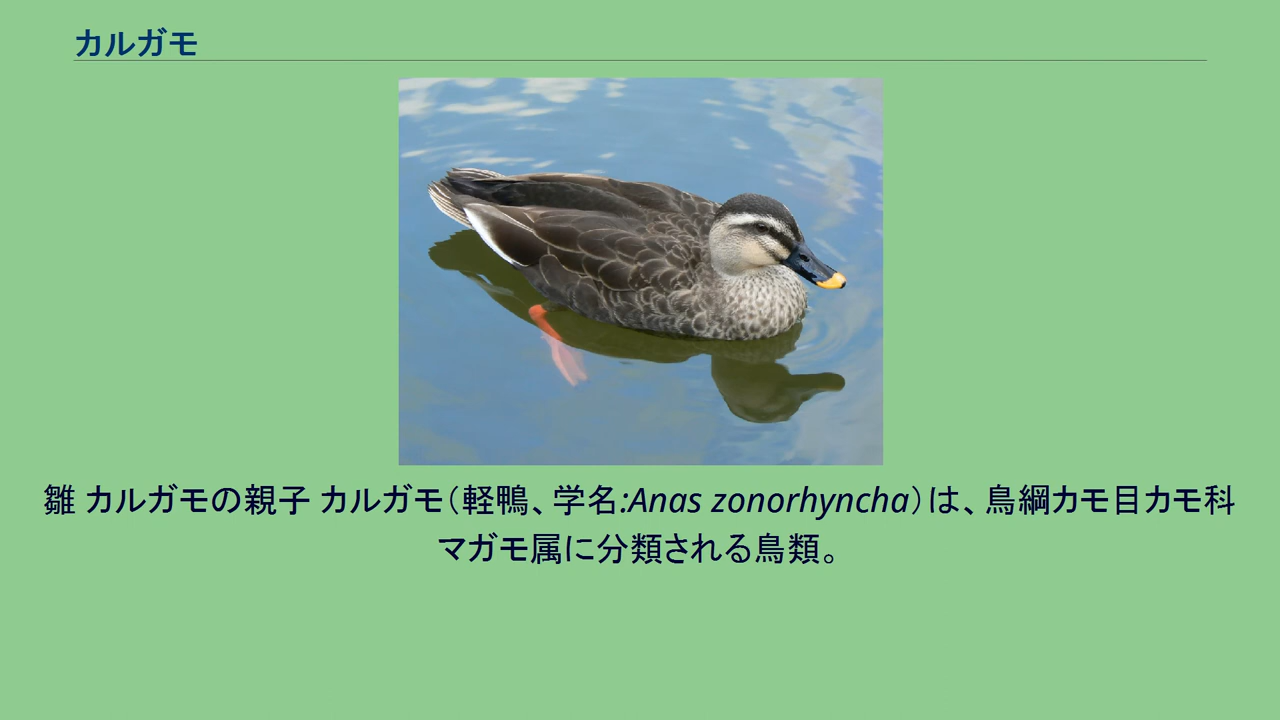 カルガモ
雛 カルガモの親子 カルガモ（軽鴨、学名:Anas zonorhyncha）は、鳥綱カモ目カモ科
マガモ属に分類される鳥類。